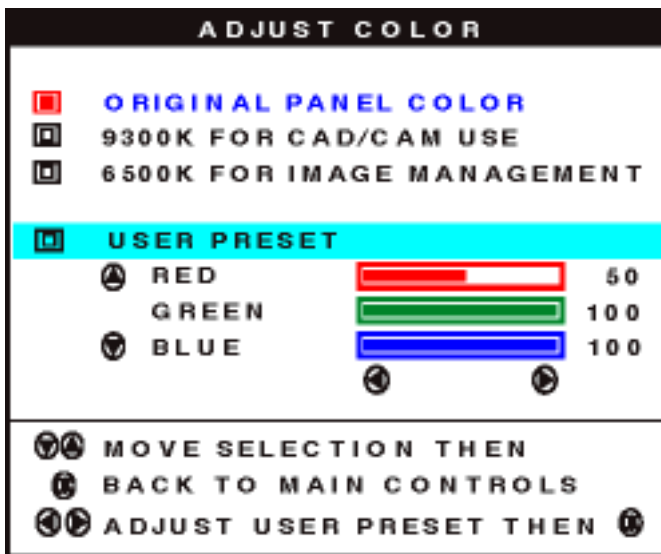 ADJUST COLOR
ORIGINAL PANEL COLOR
9300K FOR CAD/CAM USE
6500K FOR IMAGE MANAGEMENT
USER PRESET
RED 50
GREEN 100
BLUE 100
MOVE SELECTION THEN
BACK TO MAIN CONTROLS
ADJUST USER PRESET THEN